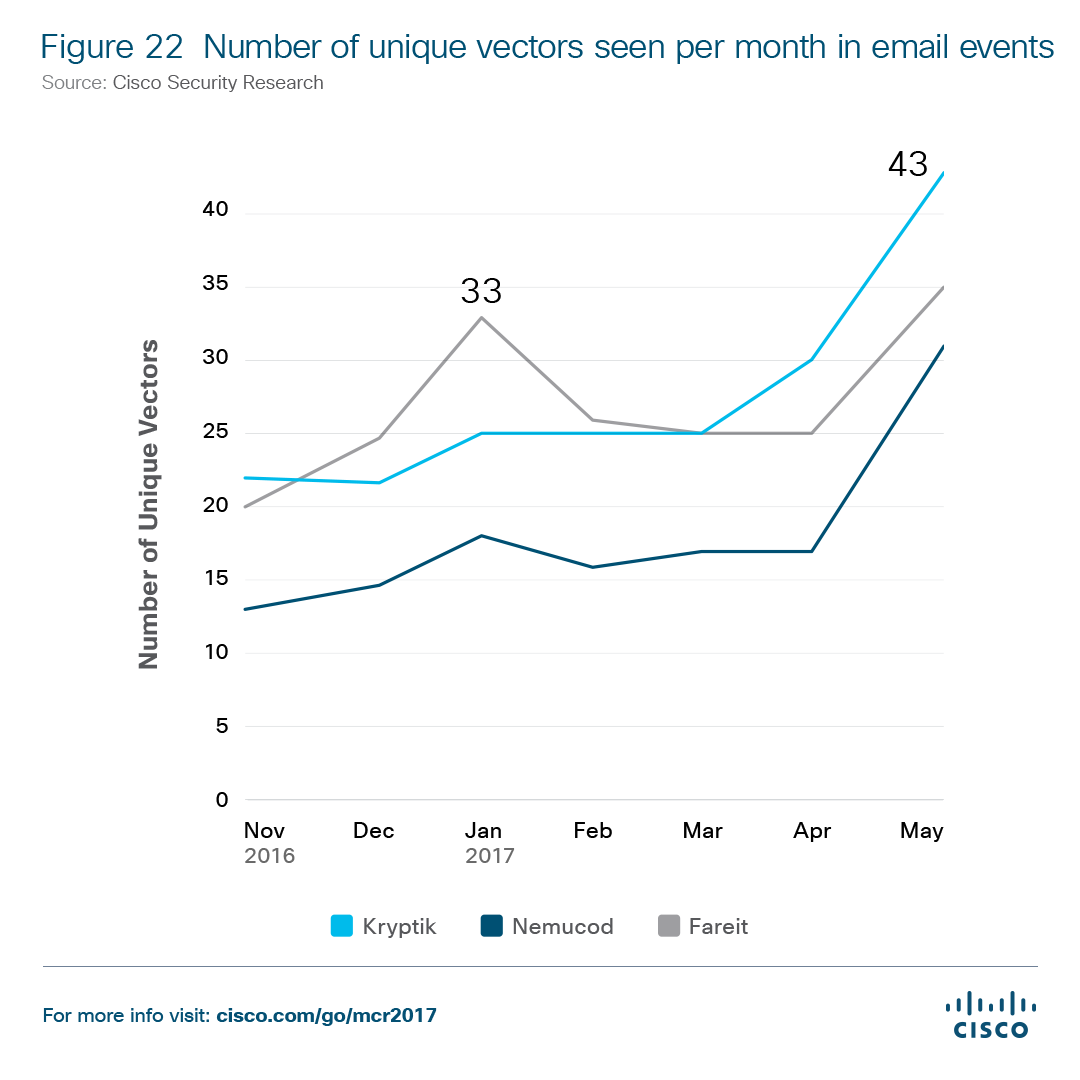 Figure 22  Number of unique vectors seen per month in email events
Source: Cisco Security Research
43
40
35
33
30
25
20
15
10
5
0
Number of Unique Vectors
Nov Dec Jan Feb Mar Apr May
2016 2017
Kryptik Nemucod Fareit
For more info visit: cisco.com/go/mcr2017
CISCO